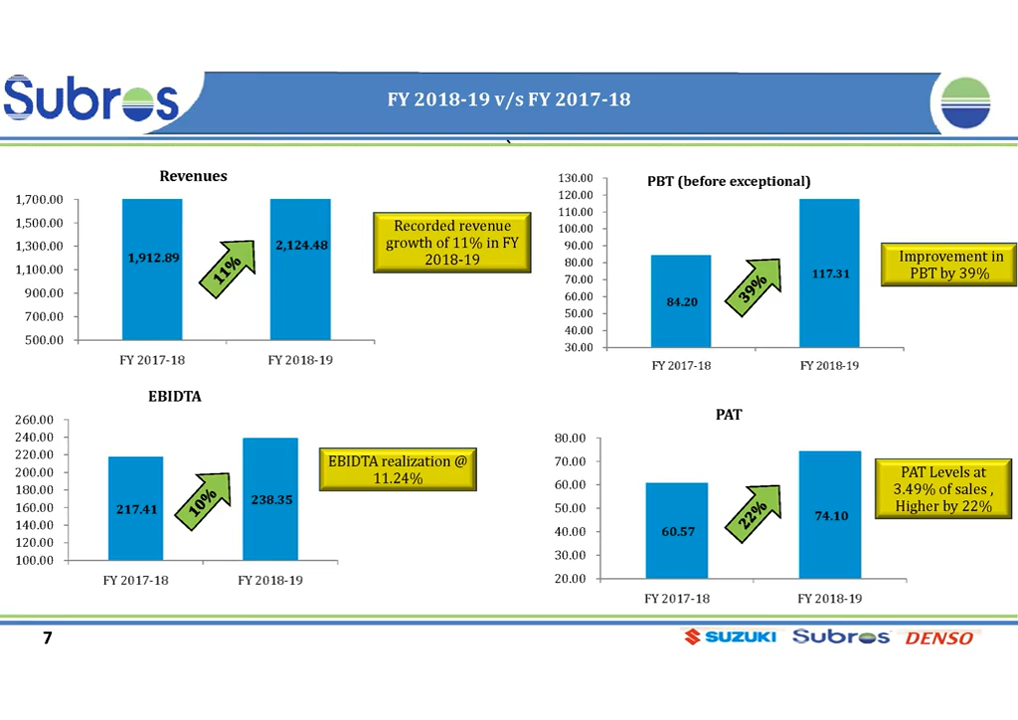 Subros
FY 2018-19 v/s FY 2017-18
`
Revenues
1,700.00
1,500.00
1,300.00
1,100.00
900.00
700.00
500.00
1,912.89
11%
2,124.48
FY 2017-18
FY 2018-19
Recorded revenue
growth of 11% in FY
2018-19
PBT (before exceptional)
130.00
120.00
110.00
100.00
90.00
80.00
70.00
60.00
50.00
40.00
30.00
84.20
39%
117.31
FY 2017-18
FY 2018-19
Improvement in
PBT by 39%
EBIDTA
260.00
240.00
220.00
200.00
180.00
160.00
140.00
120.00
100.00
217.41
10%
238.35
FY 2017-18
FY 2018-19
EBIDTA realization @
11.24%
PAT
80.00
70.00
60.00
50.00
40.00
30.00
20.00
60.57
22%
74.10
FY 2017-18
FY 2018-19
PAT Levels at
3.49% of sales ,
Higher by 22%
7
SUZUKI Subros DENSO